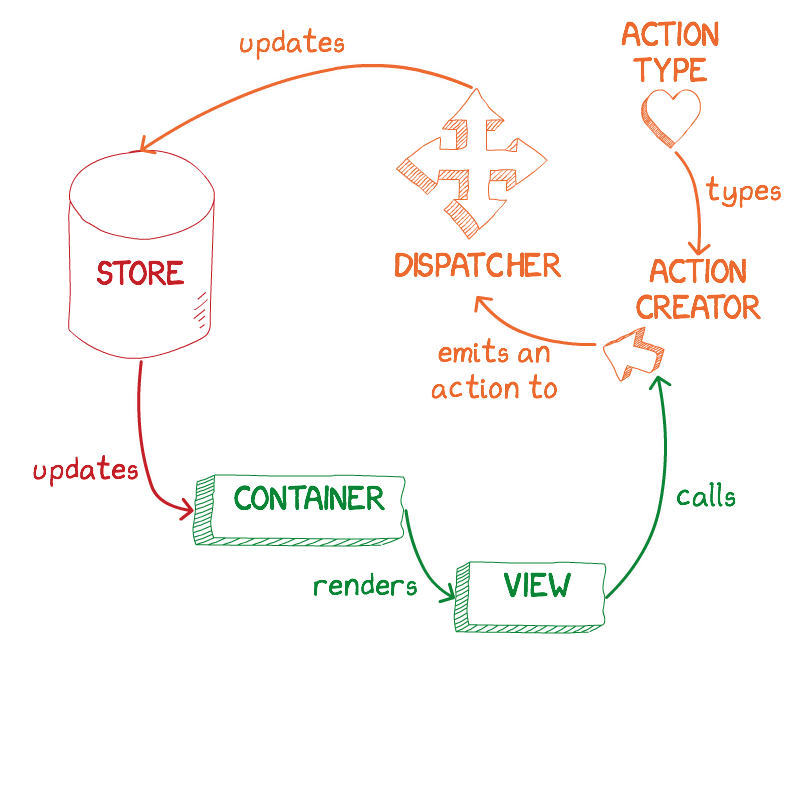 updates
ACTION
TYPE
types
STORE
DISPATCHER
ACTION
CREATOR
emits an
action to
updates
CONTAINER
calls
renders
VIEW